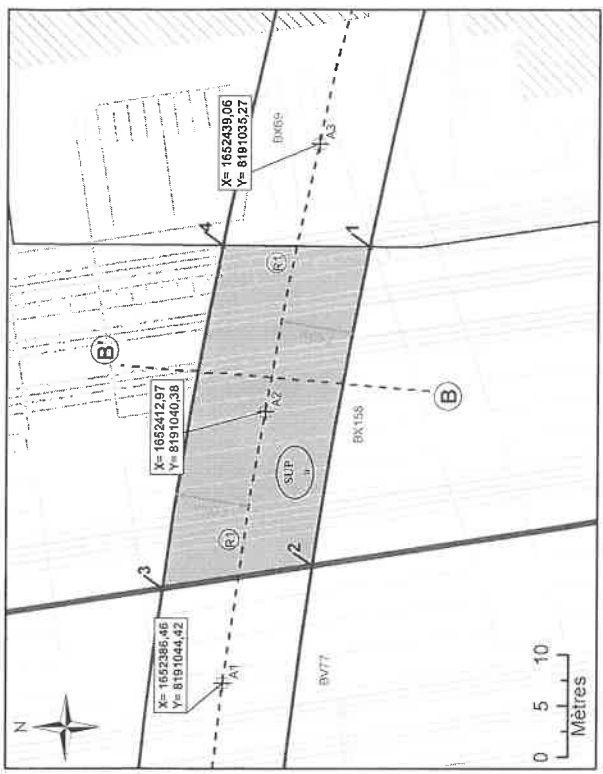 N
X= 1652386,46
Y= 8191044,42
A1
3
B'
X= 1652412,97
Y= 8191040,38
A2
4
X= 1652439,06
Y= 8191035,27
A3
BX69
R1
R1
SUP
2
1
BV77
BX158
B
0 5 10
Mètres